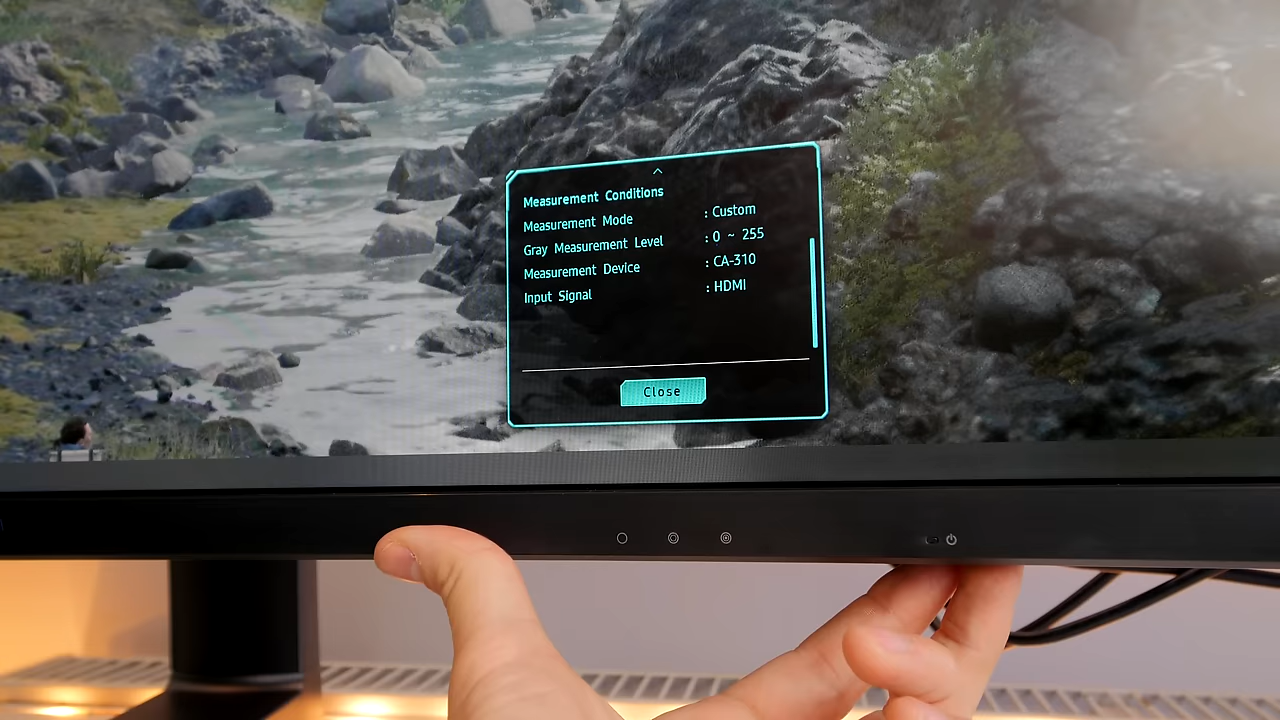 Measurement Conditions
Measurement Mode : Custom
Gray Measurement Level : 0 ~ 255
Measurement Device : CA-310
Input Signal : HDMI
Close